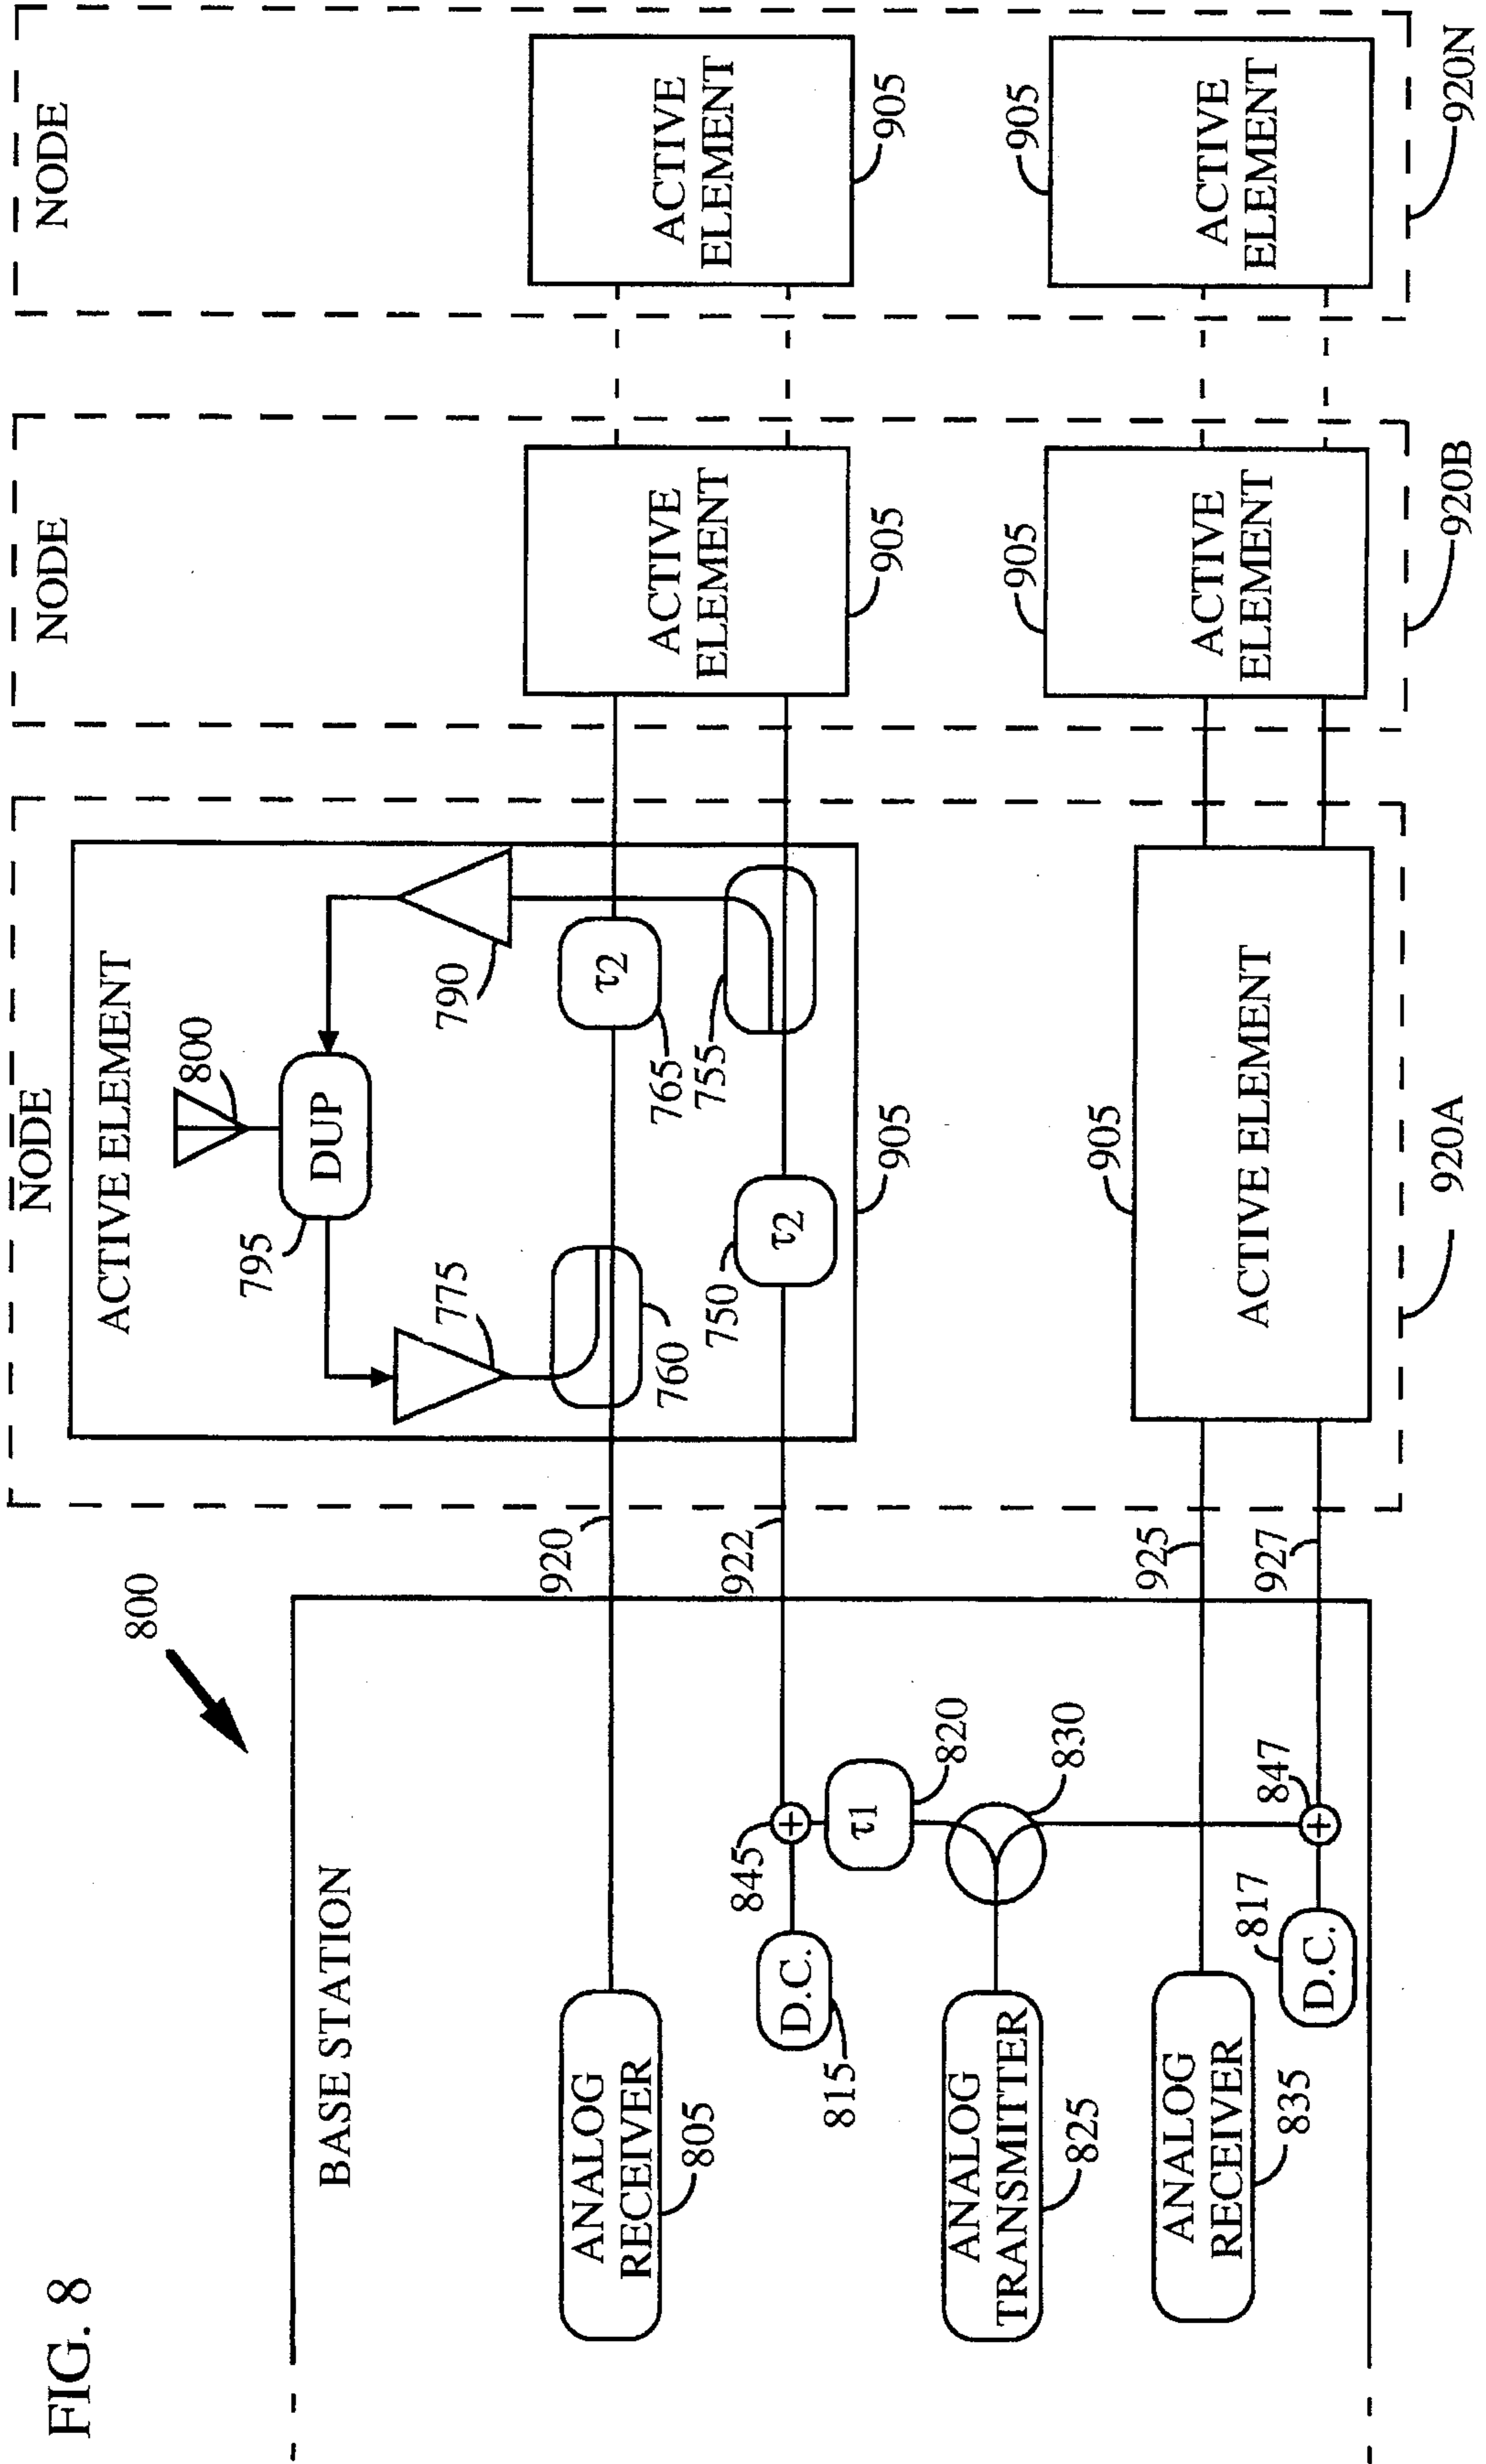 FIG. 8
800
BASE STATION
ANALOG
RECEIVER
805
D.C.
815
845
τ1
820
ANALOG
TRANSMITTER
825
830
ANALOG
RECEIVER
835
D.C.
817
847
920
922
925
927
NODE
ACTIVE ELEMENT
800
DUP
795
775
790
760
τ2
765
755
τ2
750
905
905
ACTIVE ELEMENT
920A
NODE
ACTIVE
ELEMENT
905
905
ACTIVE
ELEMENT
920B
NODE
ACTIVE
ELEMENT
905
905
ACTIVE
ELEMENT
920N